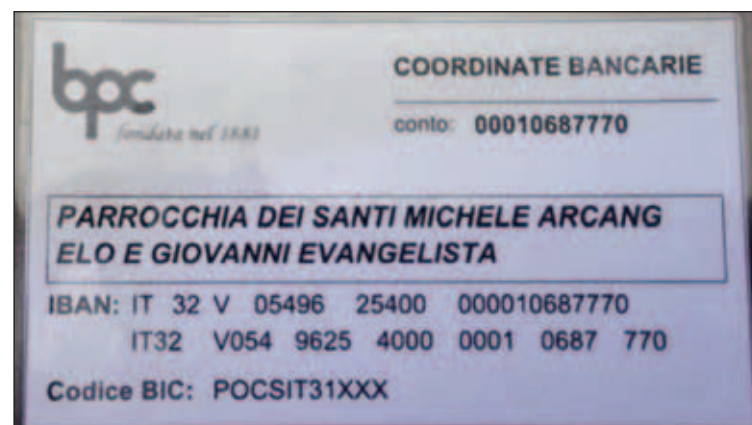 bpc
fondata nel 1881
COORDINATE BANCARIE
conto: 00010687770
PARROCCHIA DEI SANTI MICHELE ARCANG
ELO E GIOVANNI EVANGELISTA
IBAN: IT 32 V 05496 25400 000010687770
IT32 V054 9625 4000 0001 0687 770
Codice BIC: POCSIT31XXX